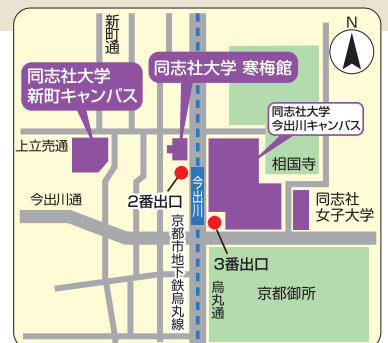 新町通
N
同志社大学
新町キャンパス
同志社大学 寒梅館
同志社大学
今出川キャンパス
上立売通
相国寺
今出川通
2番出口
今出川
同志社
女子大学
3番出口
京都市地下鉄烏丸線
烏丸通
京都御所